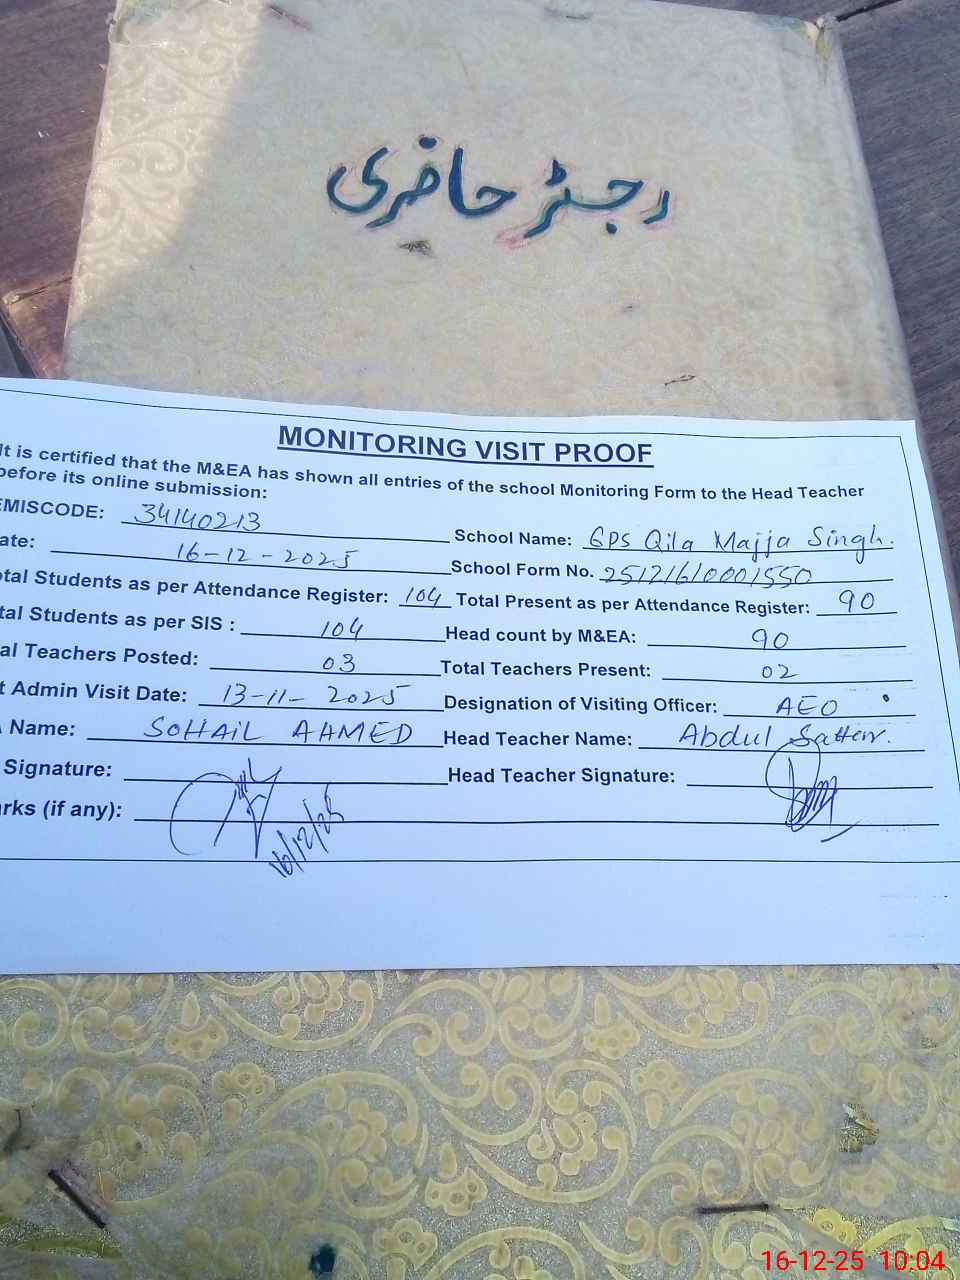 رجسٹر حاضری
MONITORING VISIT PROOF
It is certified that the M&EA has shown all entries of the school Monitoring Form to the Head Teacher
before its online submission:
EMISCODE: 34140213 School Name: GPS Qila Majja Singh.
ate: 16-12-2025 School Form No. 25121610001550
otal Students as per Attendance Register: 104 Total Present as per Attendance Register: 90
tal Students as per SIS : 104 Head count by M&EA: 90
al Teachers Posted: 03 Total Teachers Present: 02
t Admin Visit Date: 13-11-2025 Designation of Visiting Officer: AEO
Name: SOHAIL AHMED Head Teacher Name: Abdul Satter.
Signature: Head Teacher Signature:
rks (if any):
16/12/25
16-12-25 10:04